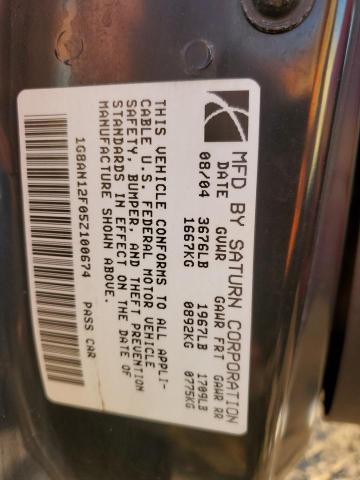 MFD BY SATURN CORPORATION
DATE GVWR GAWR FRT GAWR RR
08/04 3676LB 1967LB 1709LB
1667KG 0892KG 0775KG
THIS VEHICLE CONFORMS TO ALL APPLI-
CABLE U.S. FEDERAL MOTOR VEHICLE
SAFETY, BUMPER, AND THEFT PREVENTION
STANDARDS IN EFFECT ON THE DATE OF
MANUFACTURE SHOWN ABOVE.
1G8AN12F05Z100674 PASS CAR